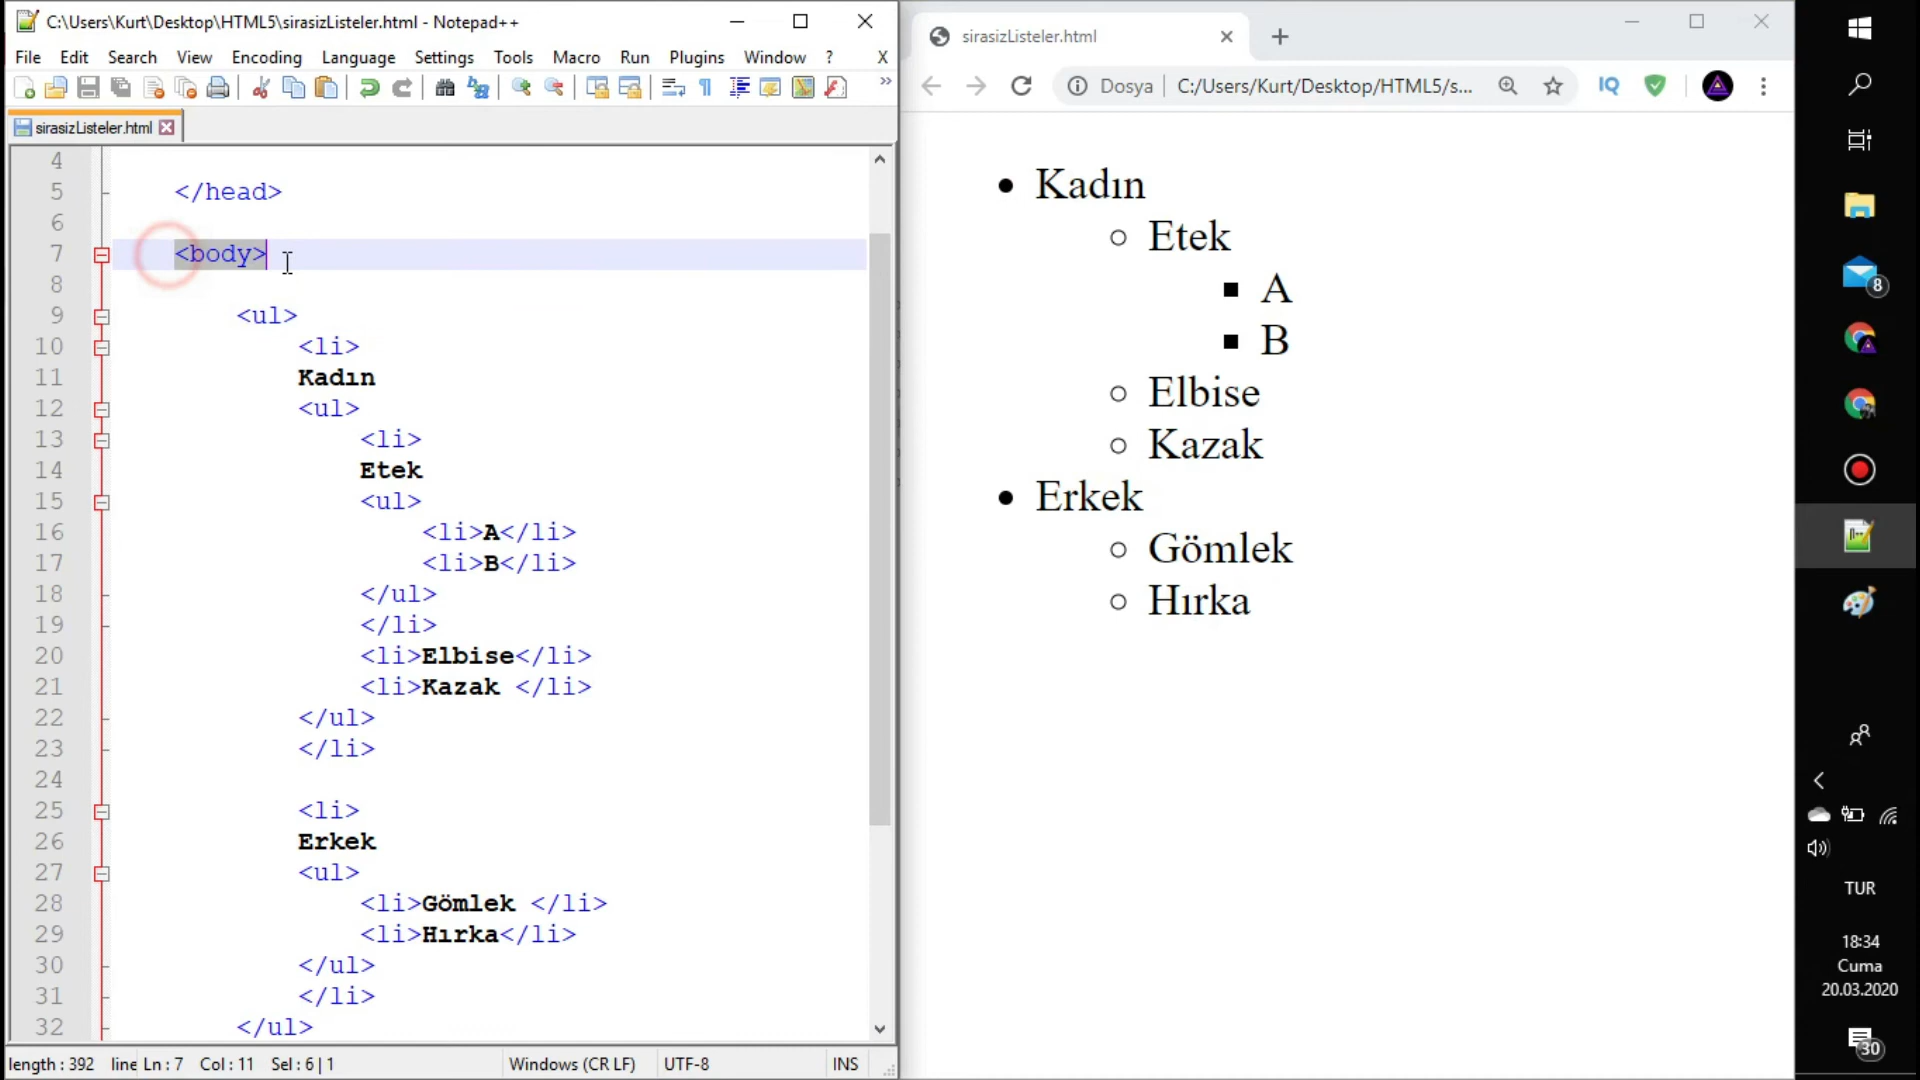 C:\Users\Kurt\Desktop\HTML5\sirasizListeler.html - Notepad++
File Edit Search View Encoding Language Settings Tools Macro Run Plugins Window ? X
sirasizListeler.html
4
5 </head>
6
7 <body>
8
9 <ul>
10 <li>
11 Kadın
12 <ul>
13 <li>
14 Etek
15 <ul>
16 <li>A</li>
17 <li>B</li>
18 </ul>
19 </li>
20 <li>Elbise</li>
21 <li>Kazak </li>
22 </ul>
23 </li>
24
25 <li>
26 Erkek
27 <ul>
28 <li>Gömlek </li>
29 <li>Hırka</li>
30 </ul>
31 </li>
32 </ul>
length : 392 line Ln : 7 Col : 11 Sel : 6 | 1 Windows (CR LF) UTF-8 INS
sirasizListeler.html
Dosya C:/Users/Kurt/Desktop/HTML5/s... IQ
Kadın
Etek
A
B
Elbise
Kazak
Erkek
Gömlek
Hırka
8
TUR
18:34
Cuma
20.03.2020
30